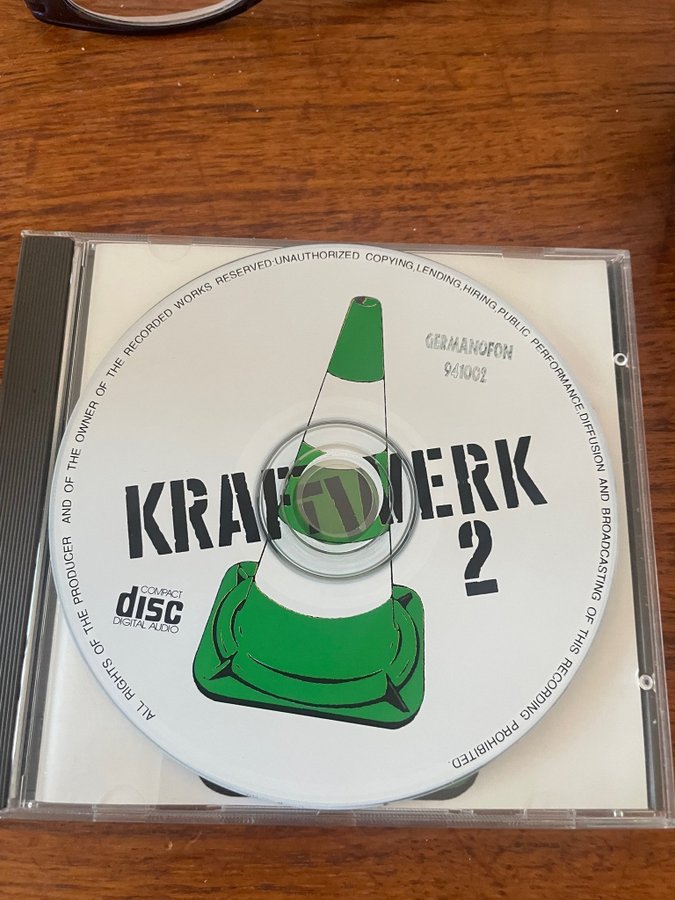 ALL RIGHTS OF THE PRODUCER AND OF THE OWNER OF THE RECORDED WORKS RESERVED:UNAUTHORIZED COPYING,LENDING,HIRING,PUBLIC PERFORMANCE,DIFFUSION AND BROADCASTING OF THIS RECORDING PROHIBITED
GERMANOFON
941002
KRAFTWERK
2
COMPACT
disc
DIGITAL AUDIO